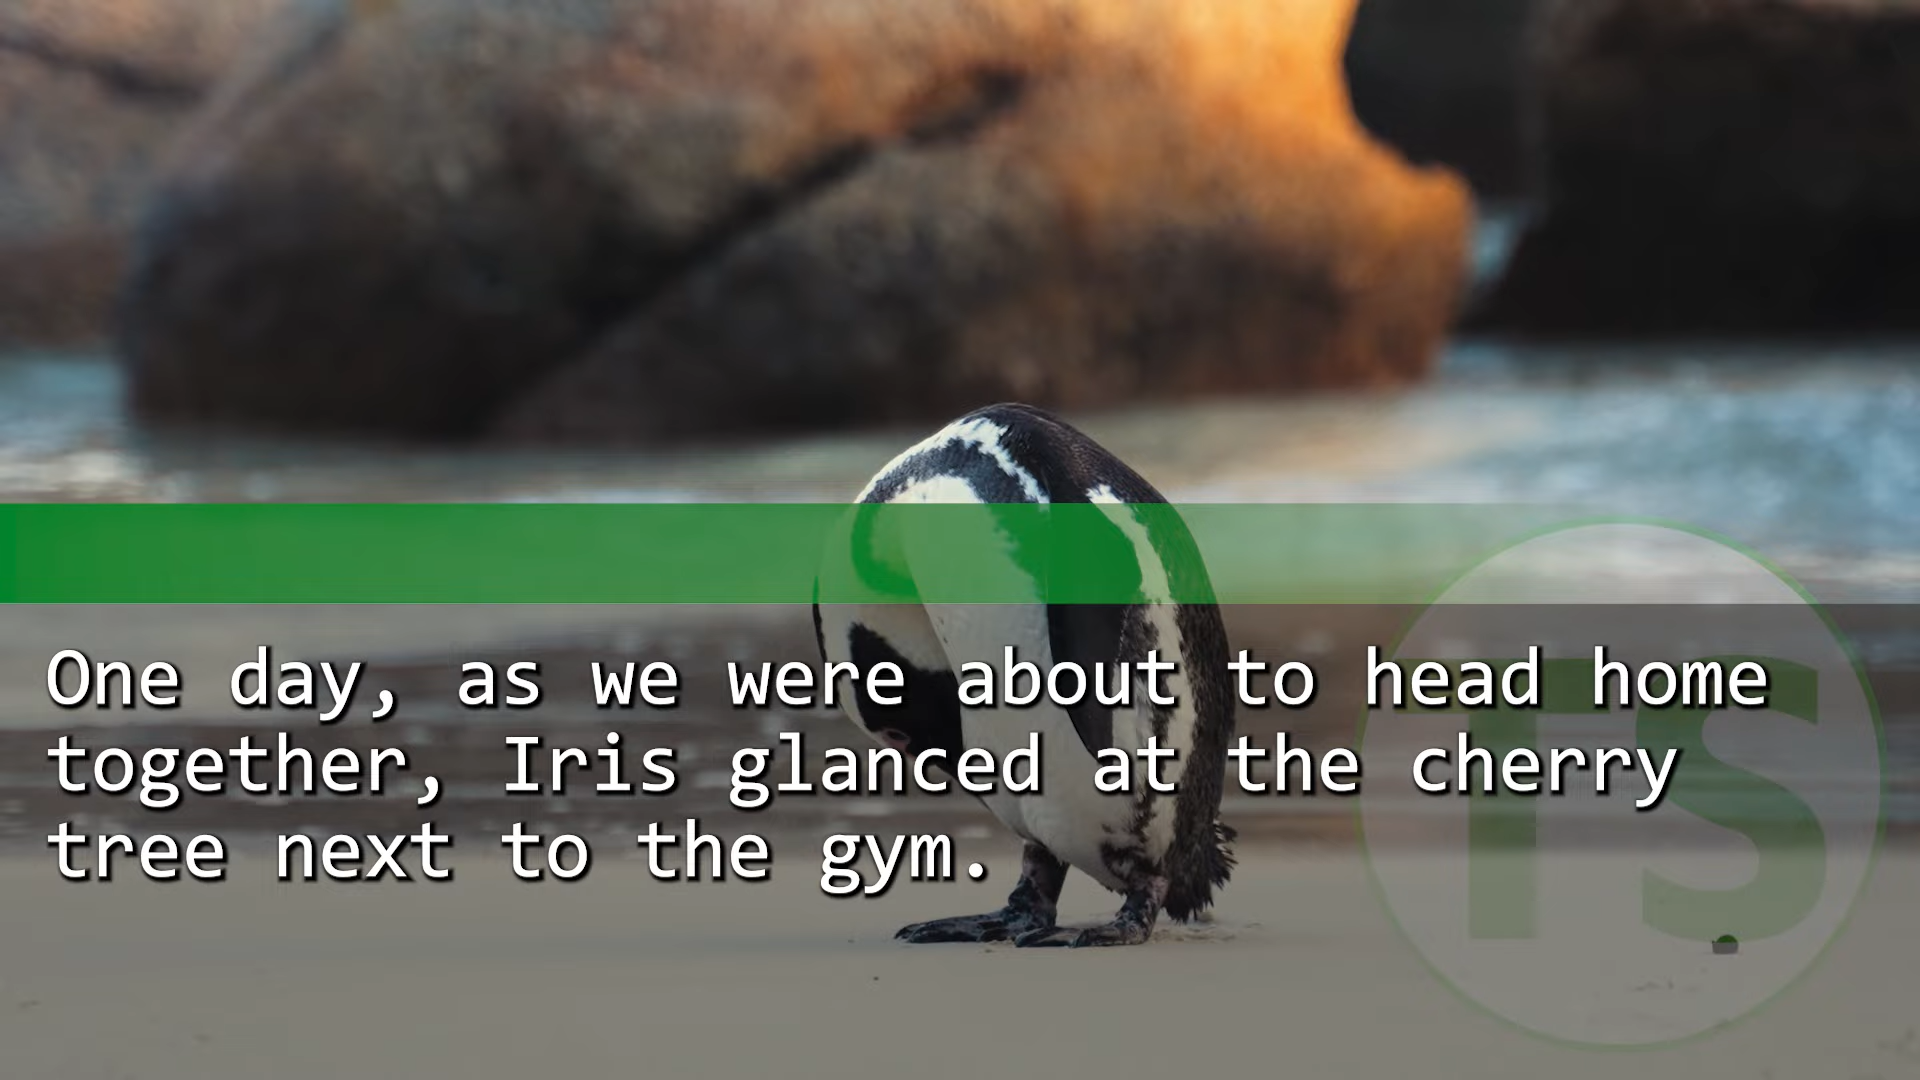 One day, as we were about to head home
together, Iris glanced at the cherry
tree next to the gym.
TS